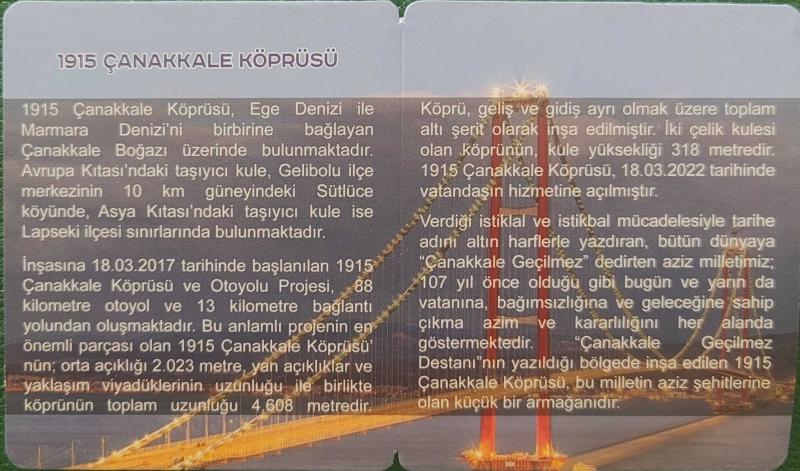 1915 ÇANAKKALE KÖPRÜSÜ
1915 Çanakkale Köprüsü, Ege Denizi ile
Marmara Denizi'ni birbirine bağlayan
Çanakkale Boğazı üzerinde bulunmaktadır.
Avrupa Kıtası'ndaki taşıyıcı kule, Gelibolu ilçe
merkezinin 10 km güneyindeki Sütlüce
köyünde, Asya Kıtası'ndaki taşıyıcı kule ise
Lapseki ilçesi sınırlarında bulunmaktadır.
İnşasına 18.03.2017 tarihinde başlanılan 1915
Çanakkale Köprüsü ve Otoyolu Projesi, 88
kilometre otoyol ve 13 kilometre bağlantı
yolundan oluşmaktadır. Bu anlamlı projenin en
önemli parçası olan 1915 Çanakkale Köprüsü'
nün; orta açıklığı 2.023 metre, yan açıklıklar ve
yaklaşım viyadüklerinin uzunluğu ile birlikte
köprünün toplam uzunluğu 4,608 metredir.
Köprü, geliş ve gidiş ayrı olmak üzere toplam
altı şerit olarak inşa edilmiştir. İki çelik kulesi
olan köprünün, kule yüksekliği 318 metredir.
1915 Çanakkale Köprüsü, 18.03.2022 tarihinde
vatandaşın hizmetine açılmıştır.
Verdiği istiklal ve istikbal mücadelesiyle tarihe
adını altın harflerle yazdıran, bütün dünyaya
"Çanakkale Geçilmez" dedirten aziz milletimiz;
107 yıl önce olduğu gibi bugün ve yarın da
vatanına, bağımsızlığına ve geleceğine sahip
çıkma azim ve kararlılığını her alanda
göstermektedir. "Çanakkale Geçilmez
Destanı"nın yazıldığı bölgede inşa edilen 1915
Çanakkale Köprüsü, bu milletin aziz şehitlerine
olan küçük bir armağanıdır.